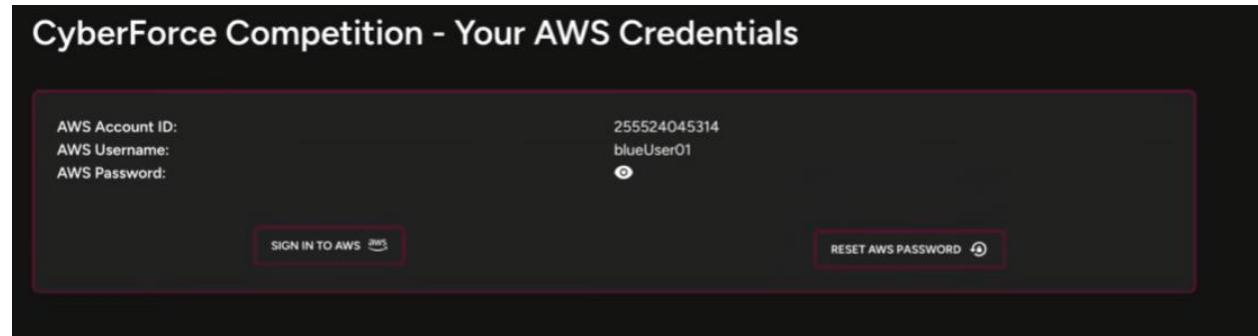 CyberForce Competition - Your AWS Credentials
AWS Account ID: 255524045314
AWS Username: blueUser01
AWS Password:
SIGN IN TO AWS aws RESET AWS PASSWORD